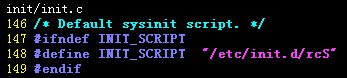 init/init.c
146 /* Default sysinit script. */
147 #ifndef INIT_SCRIPT
148 #define INIT_SCRIPT "/etc/init.d/rcS"
149 #endif